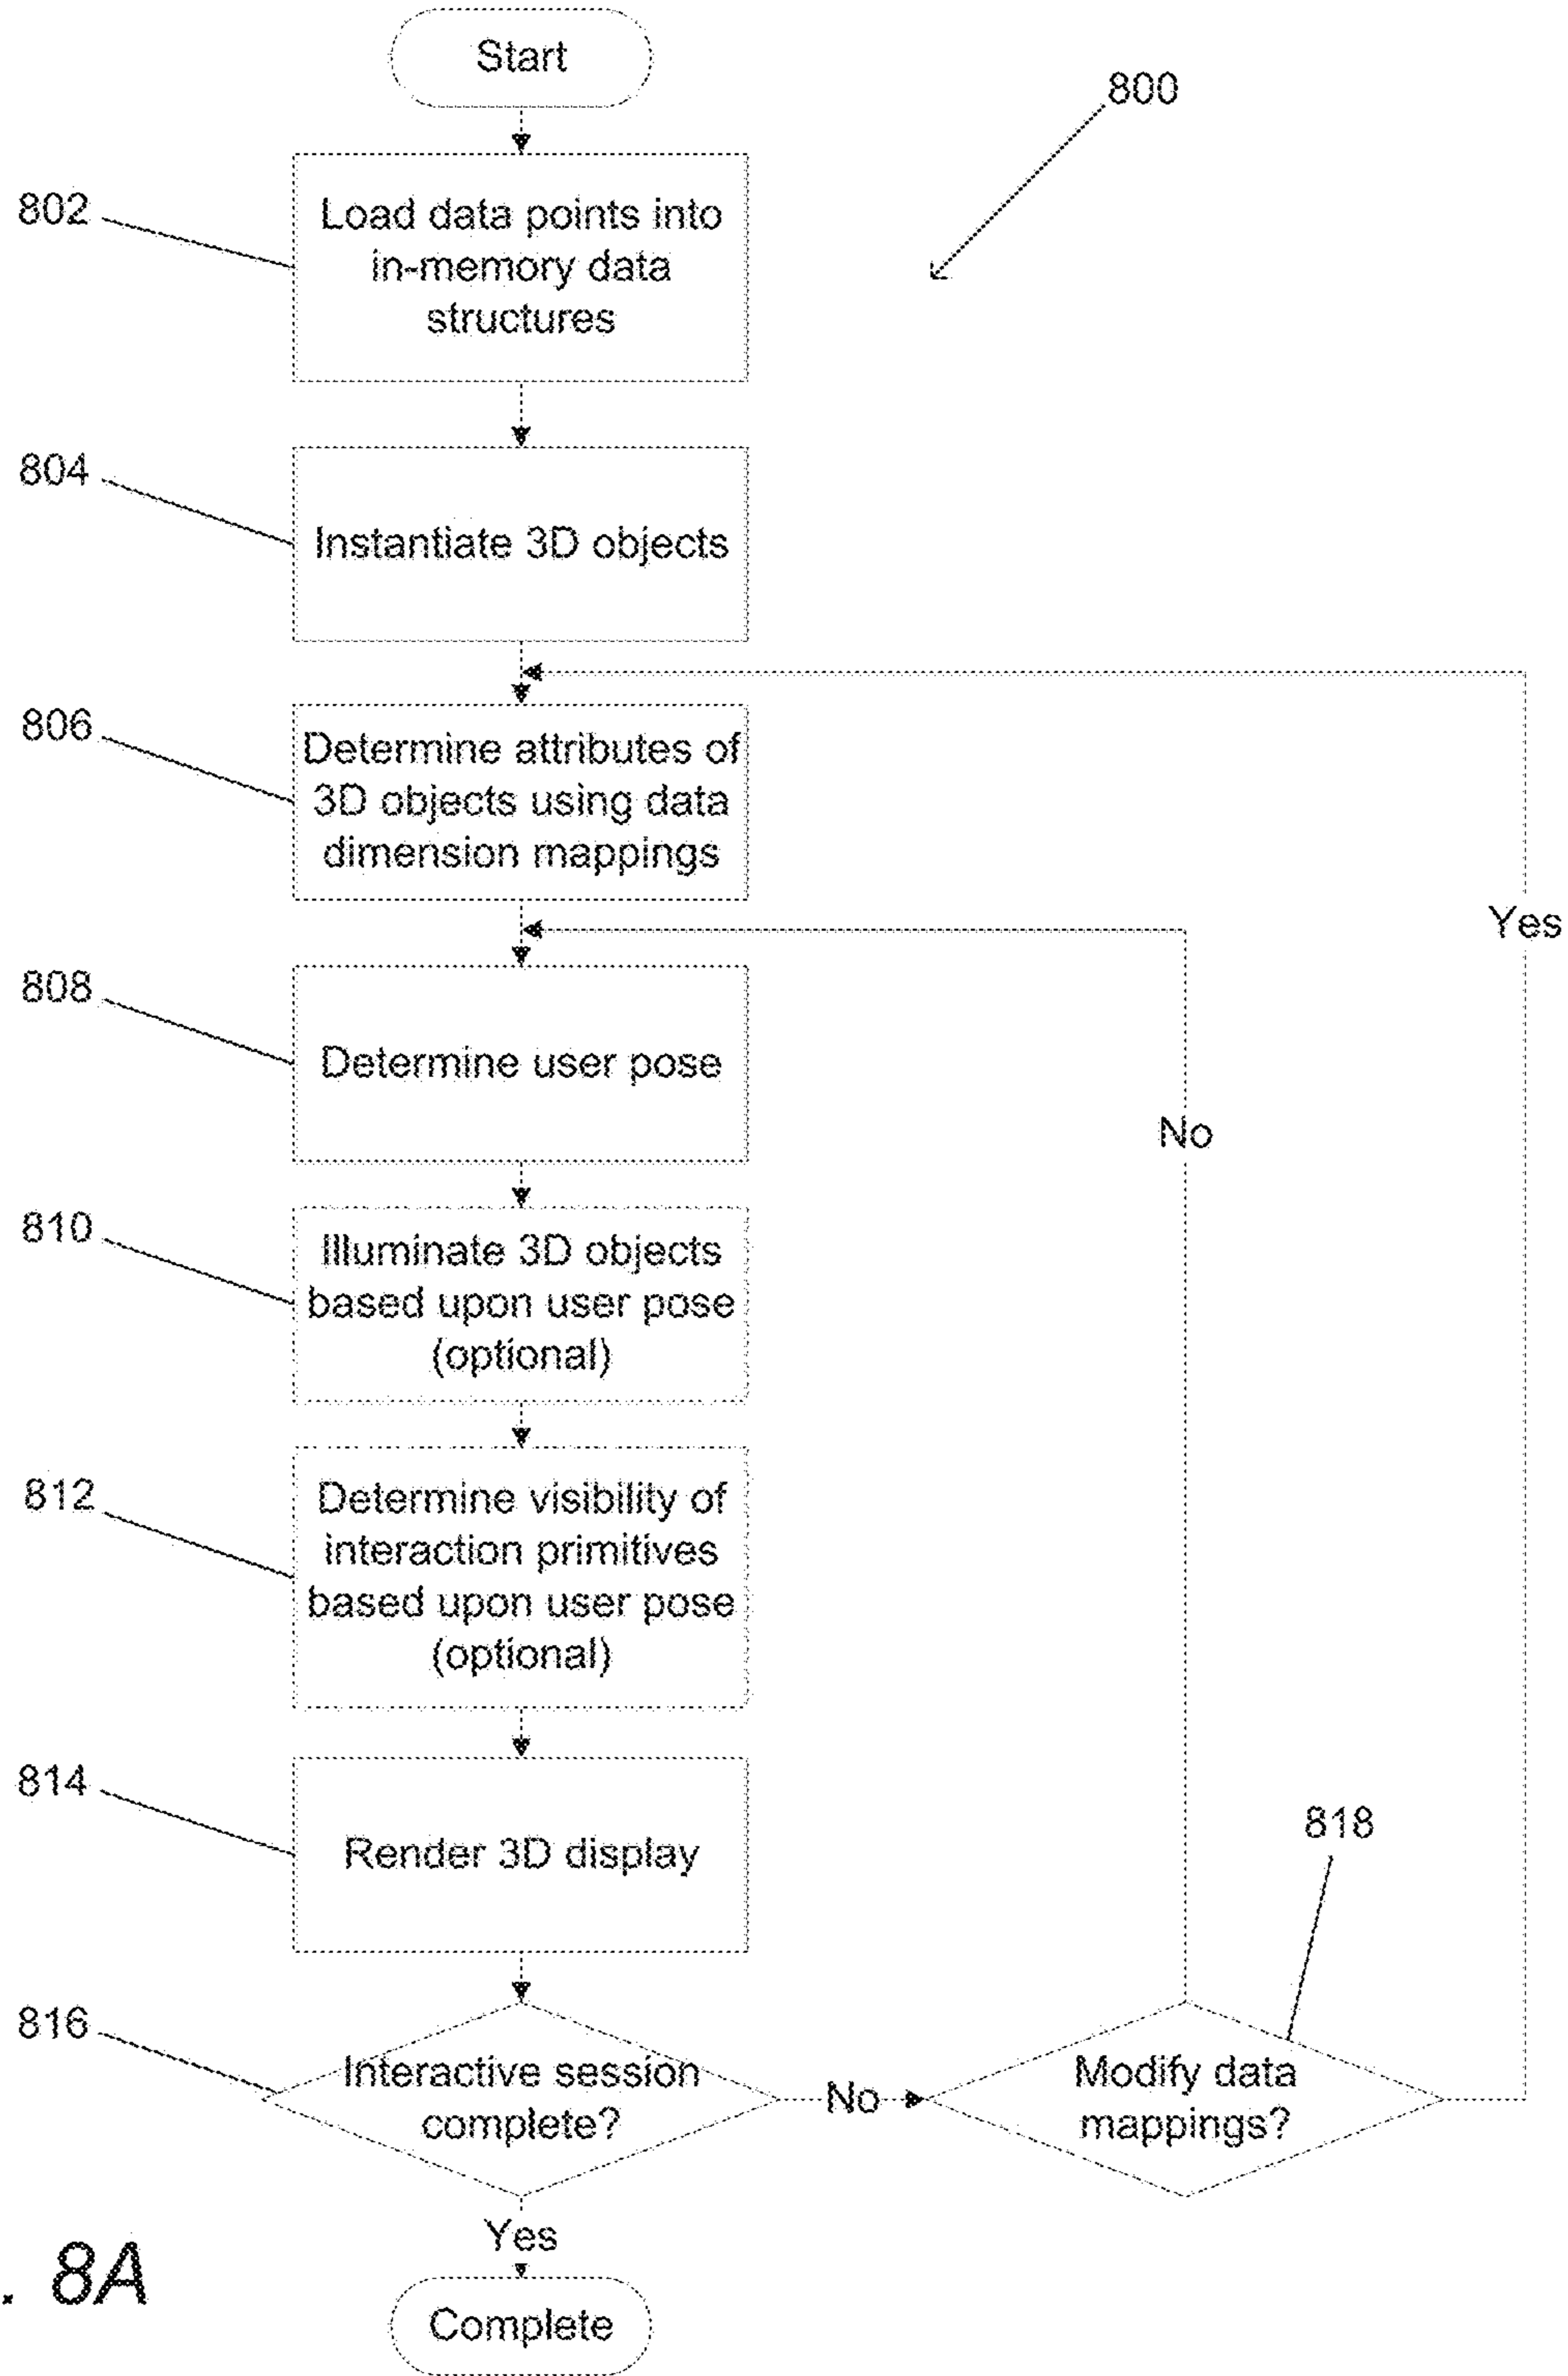 Start
800
802
Load data points into
in-memory data
structures
804
Instantiate 3D objects
806
Determine attributes of
3D objects using data
dimension mappings
Yes
808
Determine user pose
No
810
Illuminate 3D objects
based upon user pose
(optional)
812
Determine visibility of
interaction primitives
based upon user pose
(optional)
814
Render 3D display
818
816
Interactive session
complete?
No
Modify data
mappings?
Yes
. 8A
Complete